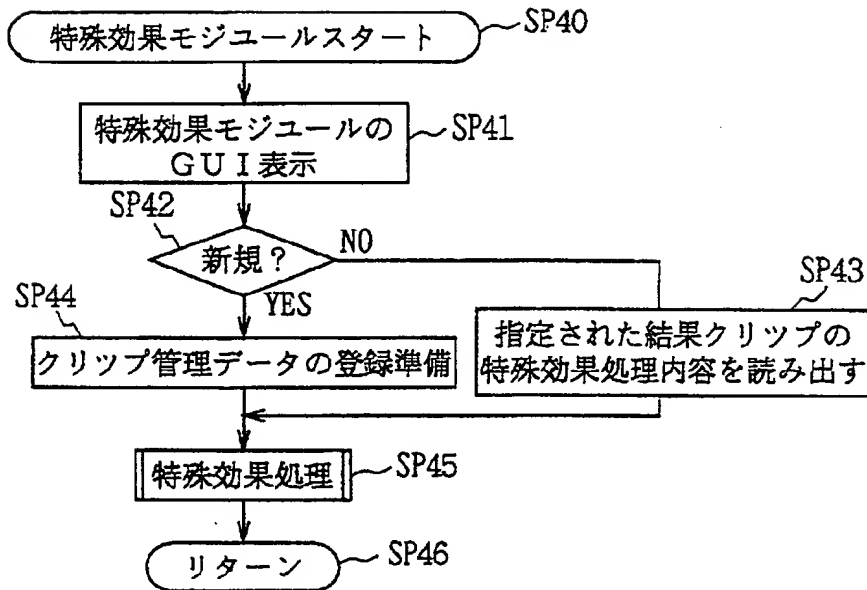 特殊効果モジユールスタート
SP40
特殊効果モジユールの
GUI表示
SP41
SP42
新規?
NO
YES
SP43
指定された結果クリップの
特殊効果処理内容を読み出す
SP44
クリップ管理データの登録準備
特殊効果処理
SP45
リターン
SP46